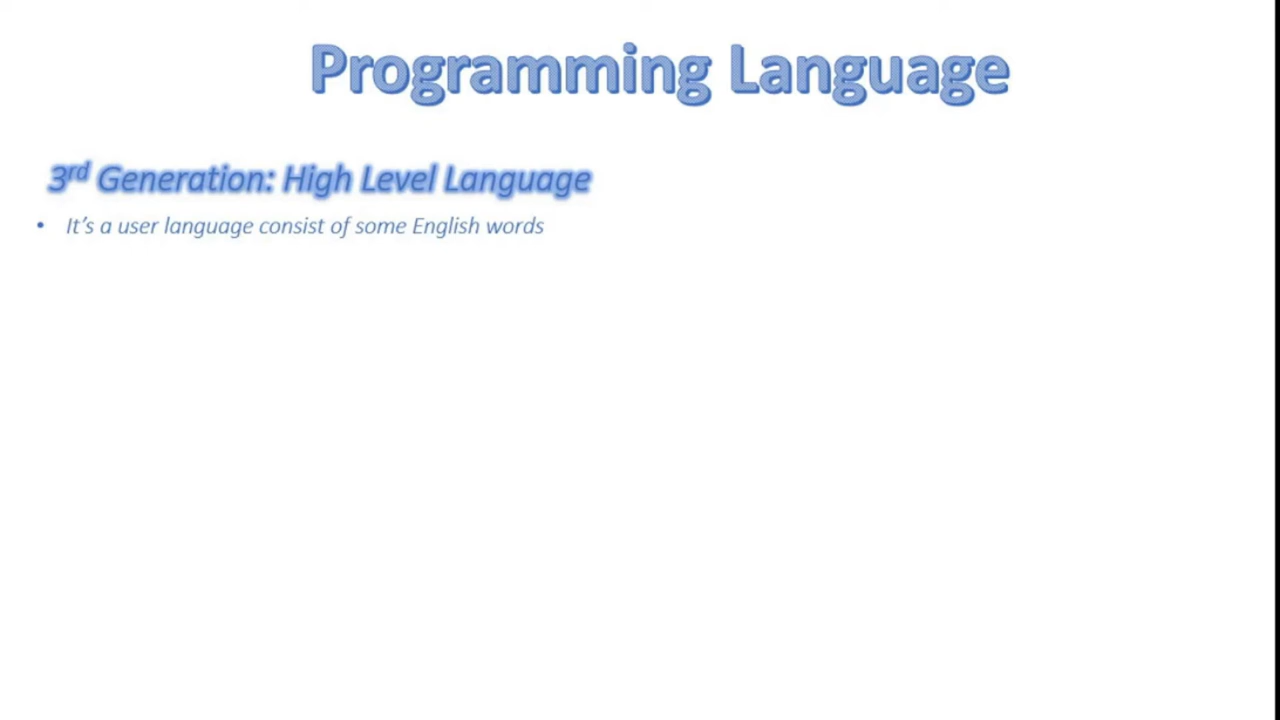 Programming Language
3rd Generation: High Level Language
• It's a user language consist of some English words